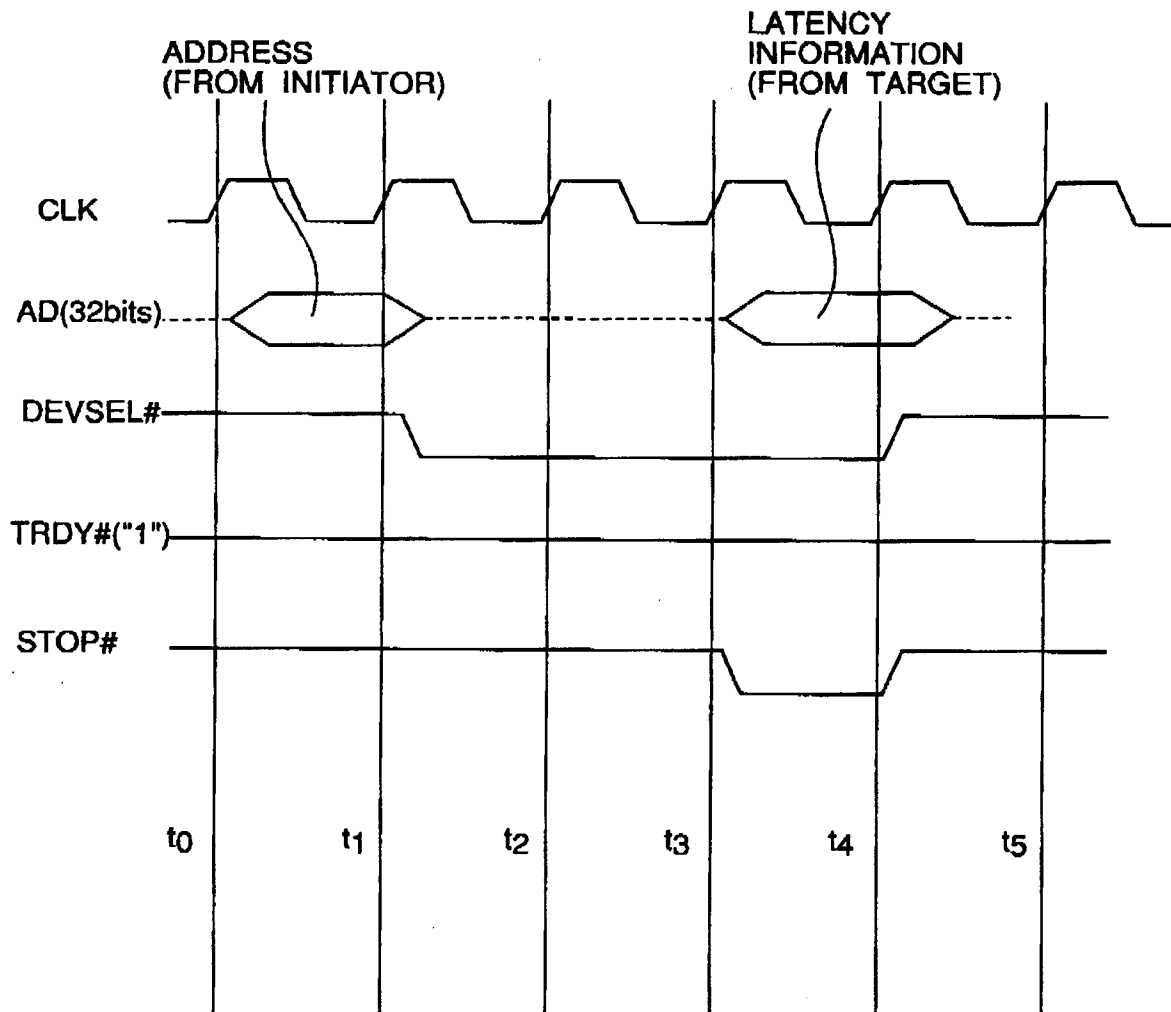 ADDRESS
(FROM INITIATOR)
LATENCY
INFORMATION
(FROM TARGET)
CLK
AD(32bits)
DEVSEL#
TRDY#("1")
STOP#
t0 t1 t2 t3 t4 t5